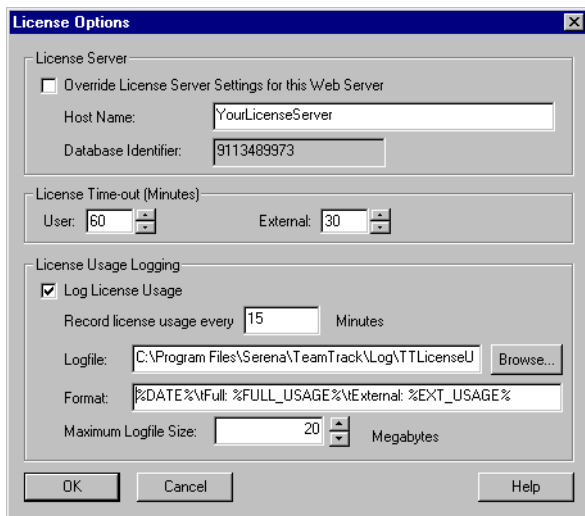 License Options
License Server
Override License Server Settings for this Web Server
Host Name: YourLicenseServer
Database Identifier: 9113489973
License Time-out (Minutes)
User: 60 External: 30
License Usage Logging
Log License Usage
Record license usage every 15 Minutes
Logfile: C:\Program Files\Serena\TeamTrack\Log\TTLicenseU Browse...
Format: %DATE%\tFull: %FULL_USAGE%\tExternal: %EXT_USAGE%
Maximum Logfile Size: 20 Megabytes
OK Cancel Help